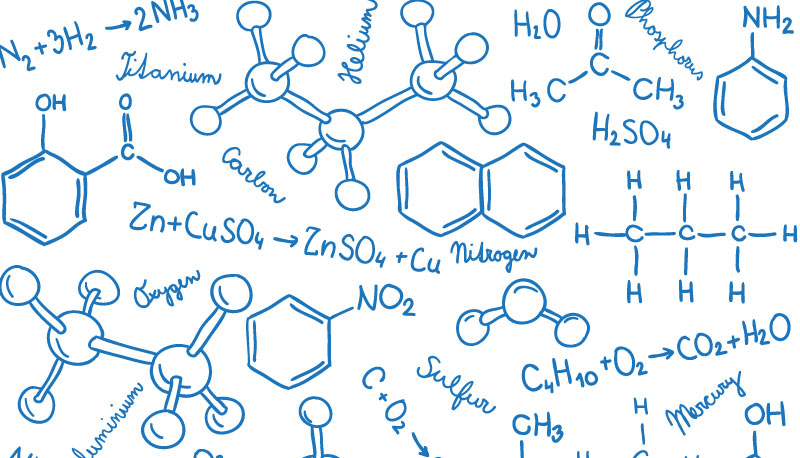 N2+3H2→2NH3
Titanium
Helium
H2O
O
C
H3C CH3
Phosphorus
NH2
H2SO4
OH
O
C
OH
Carbon
Zn+CuSO4→ZnSO4+Cu
Nitrogen
H H H
H C C C H
H H H
Oxygen
NO2
C4H10+O2→CO2+H2O
Sulfur
C+O2→
Mercury
CH3
H
OH